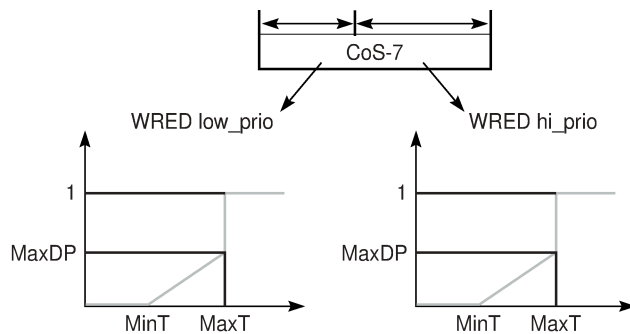 CoS-7
WRED low_prio
WRED hi_prio
1
MaxDP
MinT
MaxT
1
MaxDP
MinT
MaxT